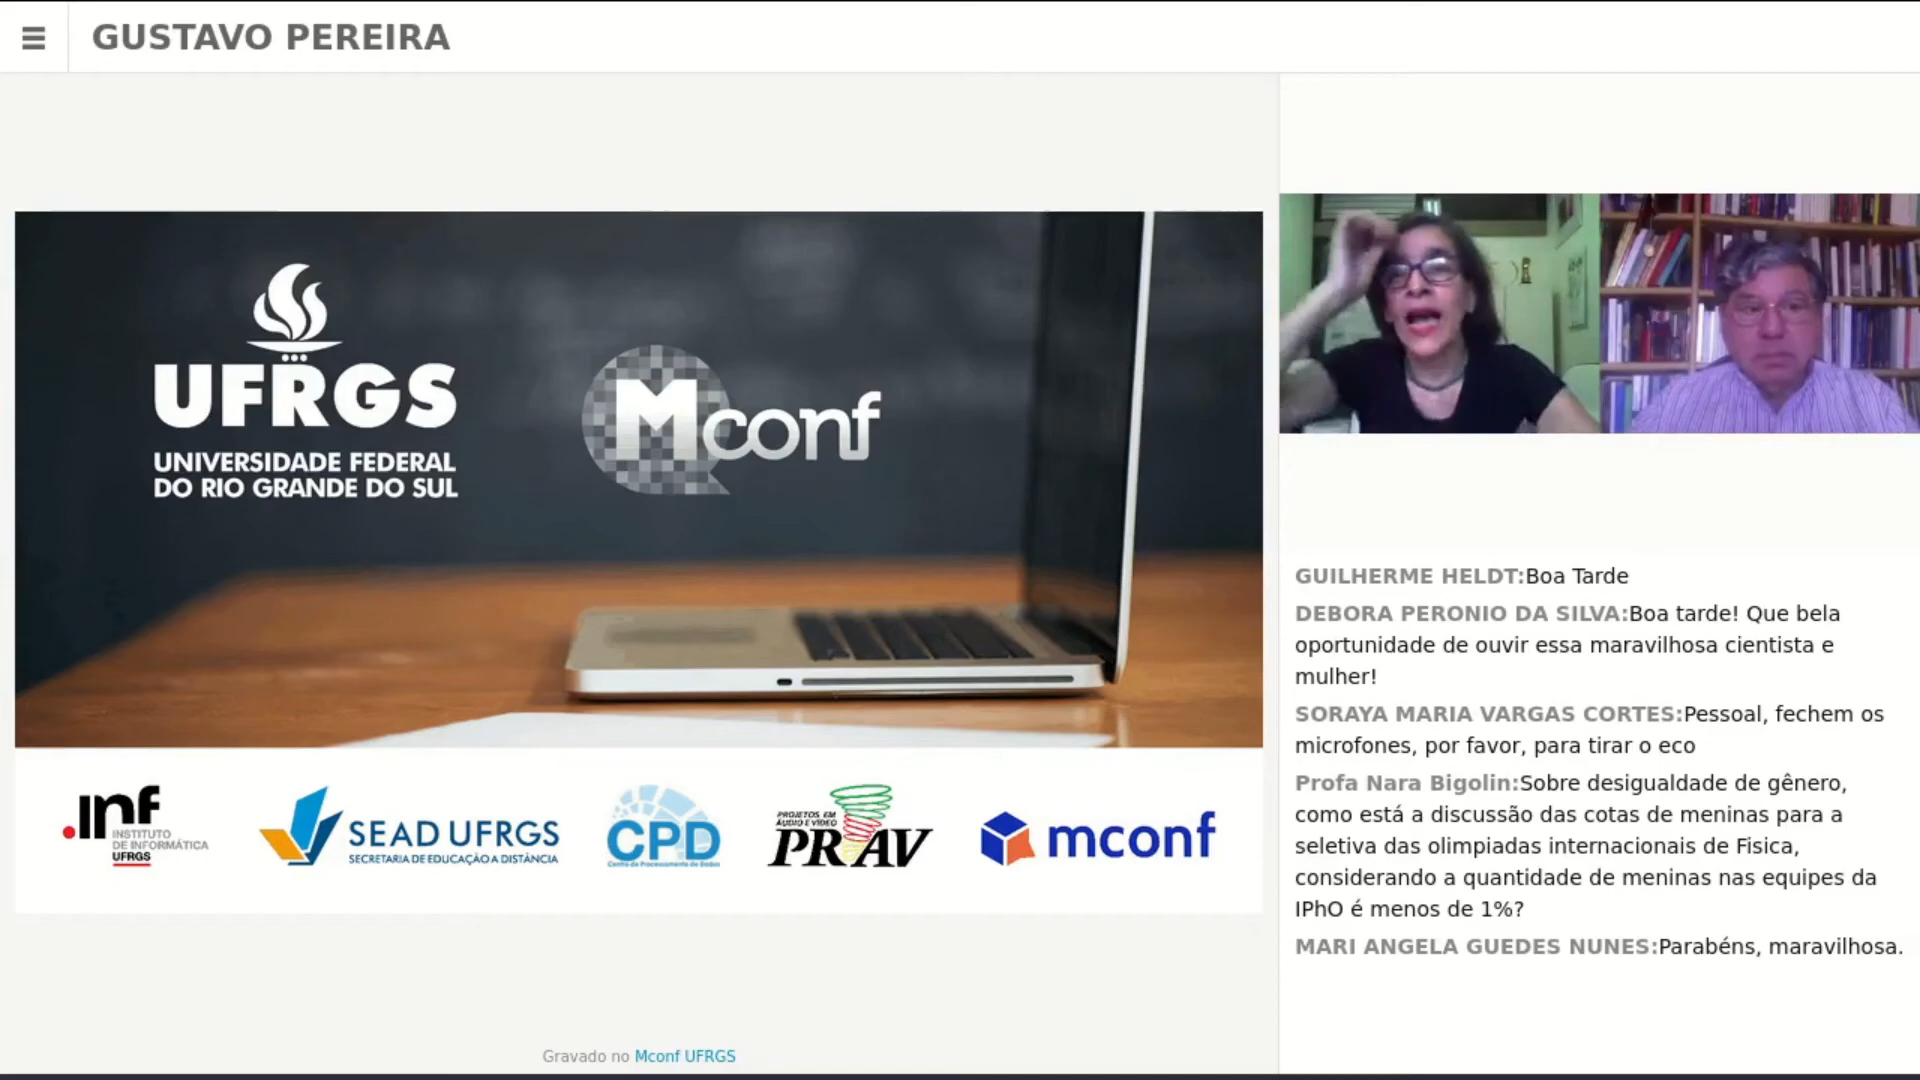 GUSTAVO PEREIRA
UFRGS
UNIVERSIDADE FEDERAL
DO RIO GRANDE DO SUL
Mconf
.Inf
INSTITUTO
DE INFORMÁTICA
UFRGS
SEAD UFRGS
SECRETARIA DE EDUCAÇÃO A DISTÂNCIA
CPD
Centro de Processamento de Dados
PROJETOS EM
ÁUDIO E VÍDEO
PRAV
mconf
Gravado no Mconf UFRGS
GUILHERME HELDT:Boa Tarde
DEBORA PERONIO DA SILVA:Boa tarde! Que bela
oportunidade de ouvir essa maravilhosa cientista e
mulher!
SORAYA MARIA VARGAS CORTES:Pessoal, fechem os
microfones, por favor, para tirar o eco
Profa Nara Bigolin:Sobre desigualdade de gênero,
como está a discussão das cotas de meninas para a
seletiva das olimpiadas internacionais de Fisica,
considerando a quantidade de meninas nas equipes da
IPhO é menos de 1%?
MARI ANGELA GUEDES NUNES:Parabéns, maravilhosa.